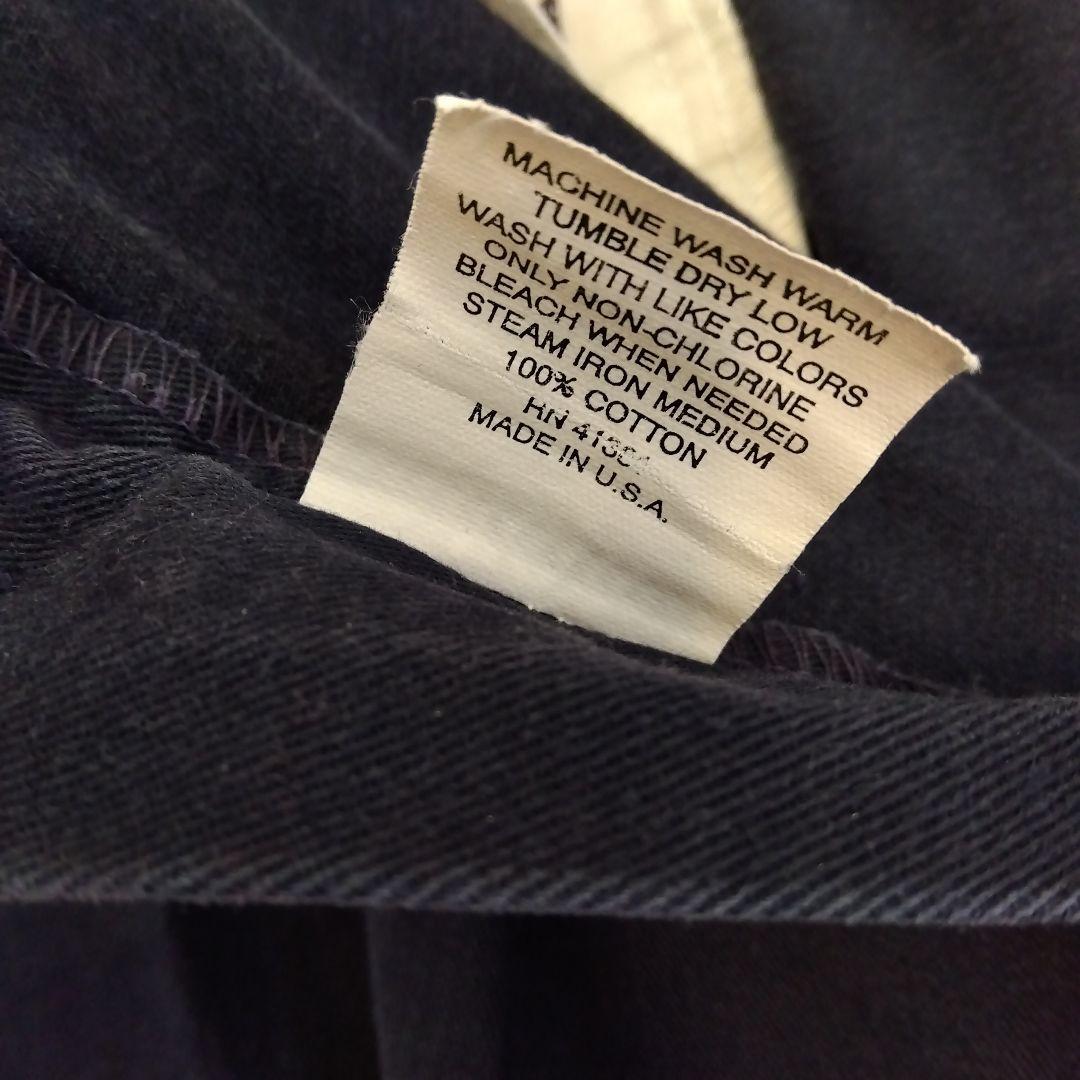 MACHINE WASH WARM
TUMBLE DRY LOW
WASH WITH LIKE COLORS
ONLY NON-CHLORINE
BLEACH WHEN NEEDED
STEAM IRON MEDIUM
100% COTTON
RN
MADE IN U.S.A.